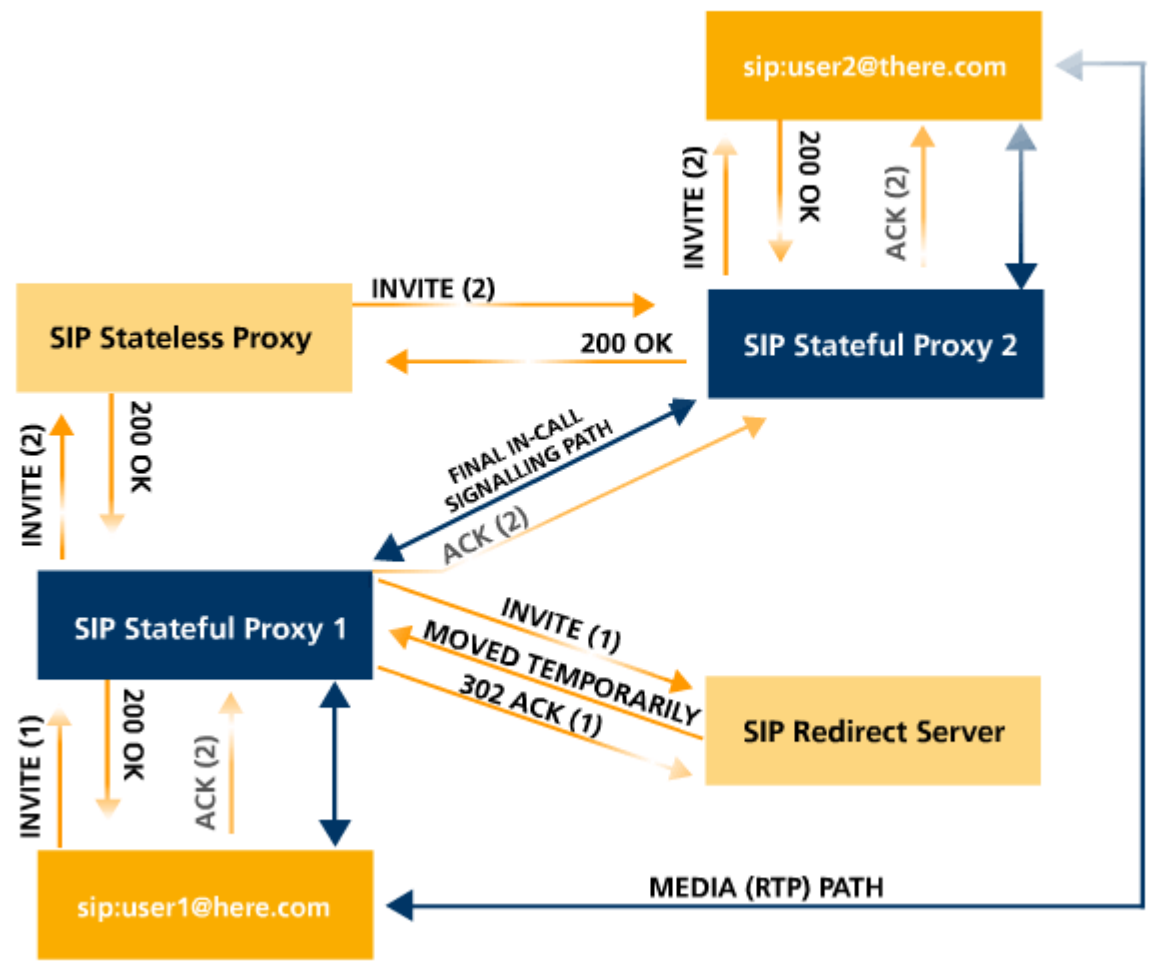 sip:user2@there.com
INVITE (2)
200 OK
ACK (2)
INVITE (2)
SIP Stateless Proxy
200 OK
SIP Stateful Proxy 2
INVITE (2)
200 OK
FINAL IN-CALL
SIGNALLING PATH
ACK (2)
SIP Stateful Proxy 1
INVITE (1)
MOVED TEMPORARILY
302 ACK (1)
SIP Redirect Server
INVITE (1)
200 OK
ACK (2)
MEDIA (RTP) PATH
sip:user1@here.com